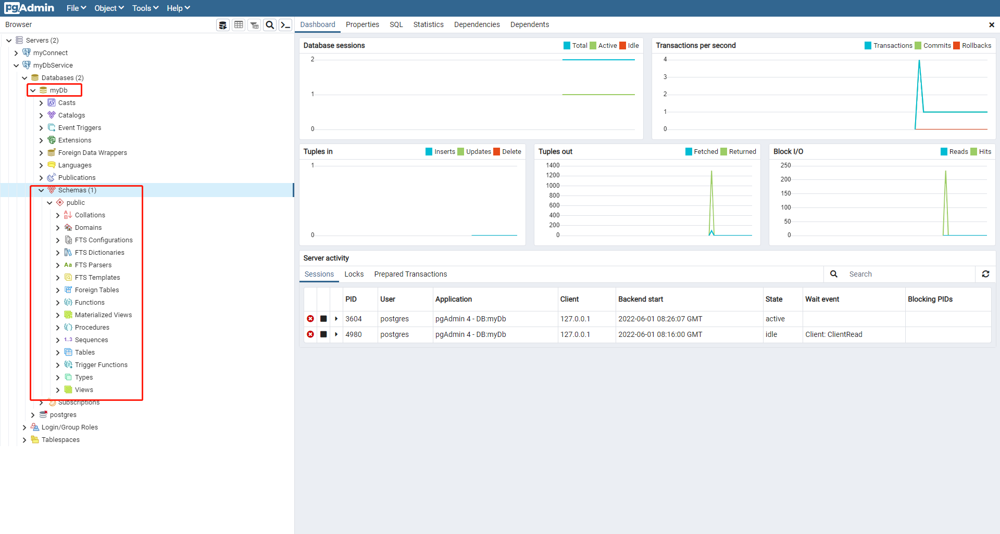 pgAdmin File Object Tools Help
Browser
Dashboard Properties SQL Statistics Dependencies Dependents
Servers (2)
myConnect
myDbService
Databases (2)
myDb
Casts
Catalogs
Event Triggers
Extensions
Foreign Data Wrappers
Languages
Publications
Schemas (1)
public
Collations
Domains
FTS Configurations
FTS Dictionaries
Aa FTS Parsers
FTS Templates
Foreign Tables
Functions
Materialized Views
Procedures
1..3 Sequences
Tables
Trigger Functions
Types
Views
Subscriptions
postgres
Login/Group Roles
Tablespaces
Database sessions Total Active Idle
2
1
0
Transactions per second Transactions Commits Rollbacks
4
3
2
1
0
Tuples in Inserts Updates Delete
1
0
Tuples out Fetched Returned
1400
1200
1000
800
600
400
200
0
Block I/O Reads Hits
250
200
150
100
50
0
Server activity
Sessions Locks Prepared Transactions Search
PID User Application Client Backend start State Wait event Blocking PIDs
3604 postgres pgAdmin 4 - DB:myDb 127.0.0.1 2022-06-01 08:26:07 GMT active
4980 postgres pgAdmin 4 - DB:myDb 127.0.0.1 2022-06-01 08:16:00 GMT idle Client: ClientRead